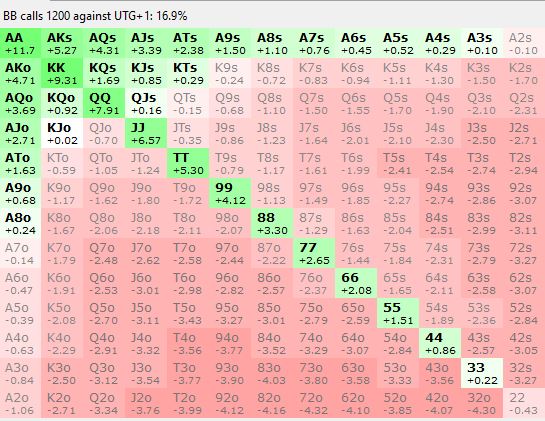 BB calls 1200 against UTG+1: 16.9%
AA AKs AQs AJs ATs A9s A8s A7s A6s A5s A4s A3s A2s
+11.7 +5.27 +4.31 +3.39 +2.38 +1.50 +1.10 +0.76 +0.45 +0.52 +0.29 +0.10 -0.10
AKo KK KQs KJs KTs K9s K8s K7s K6s K5s K4s K3s K2s
+4.71 +9.31 +1.69 +0.85 +0.29 -0.24 -0.72 -0.83 -0.94 -1.11 -1.30 -1.50 -1.70
AQo KQo QQ QJs QTs Q9s Q8s Q7s Q6s Q5s Q4s Q3s Q2s
+3.69 +0.92 +7.91 +0.16 -0.15 -0.68 -1.10 -1.50 -1.55 -1.70 -1.90 -2.10 -2.31
AJo KJo QJo JJ JTs J9s J8s J7s J6s J5s J4s J3s J2s
+2.71 +0.02 -0.70 +6.57 -0.35 -0.86 -1.23 -1.64 -2.01 -2.10 -2.30 -2.50 -2.71
ATo KTo QTo JTo TT T9s T8s T7s T6s T5s T4s T3s T2s
+1.63 -0.59 -1.05 -1.24 +5.30 -0.79 -1.17 -1.61 -1.99 -2.41 -2.54 -2.74 -2.94
A9o K9o Q9o J9o T9o 99 98s 97s 96s 95s 94s 93s 92s
+0.68 -1.17 -1.62 -1.80 -1.72 +4.12 -1.13 -1.49 -1.85 -2.27 -2.74 -2.86 -3.07
A8o K8o Q8o J8o T8o 98o 88 87s 86s 85s 84s 83s 82s
+0.24 -1.67 -2.06 -2.18 -2.11 -2.07 +3.30 -1.29 -1.63 -2.04 -2.51 -2.99 -3.11
A7o K7o Q7o J7o T7o 97o 87o 77 76s 75s 74s 73s 72s
-0.14 -1.79 -2.48 -2.62 -2.58 -2.44 -2.22 +2.65 -1.44 -1.84 -2.31 -2.79 -3.27
A6o K6o Q6o J6o T6o 96o 86o 76o 66 65s 64s 63s 62s
-0.47 -1.91 -2.53 -3.01 -2.98 -2.82 -2.57 -2.37 +2.08 -1.65 -2.11 -2.58 -3.07
A5o K5o Q5o J5o T5o 95o 85o 75o 65o 55 54s 53s 52s
-0.39 -2.08 -2.70 -3.11 -3.43 -3.27 -3.01 -2.79 -2.59 +1.51 -1.89 -2.36 -2.84
A4o K4o Q4o J4o T4o 94o 84o 74o 64o 54o 44 43s 42s
-0.63 -2.29 -2.91 -3.32 -3.56 -3.77 -3.52 -3.29 -3.07 -2.84 +0.86 -2.57 -3.05
A3o K3o Q3o J3o T3o 93o 83o 73o 63o 53o 43o 33 32s
-0.84 -2.50 -3.12 -3.54 -3.77 -3.90 -4.03 -3.80 -3.58 -3.33 -3.56 +0.22 -3.27
A2o K2o Q2o J2o T2o 92o 82o 72o 62o 52o 42o 32o 22
-1.06 -2.71 -3.34 -3.76 -3.99 -4.12 -4.16 -4.32 -4.10 -3.85 -4.07 -4.30 -0.43